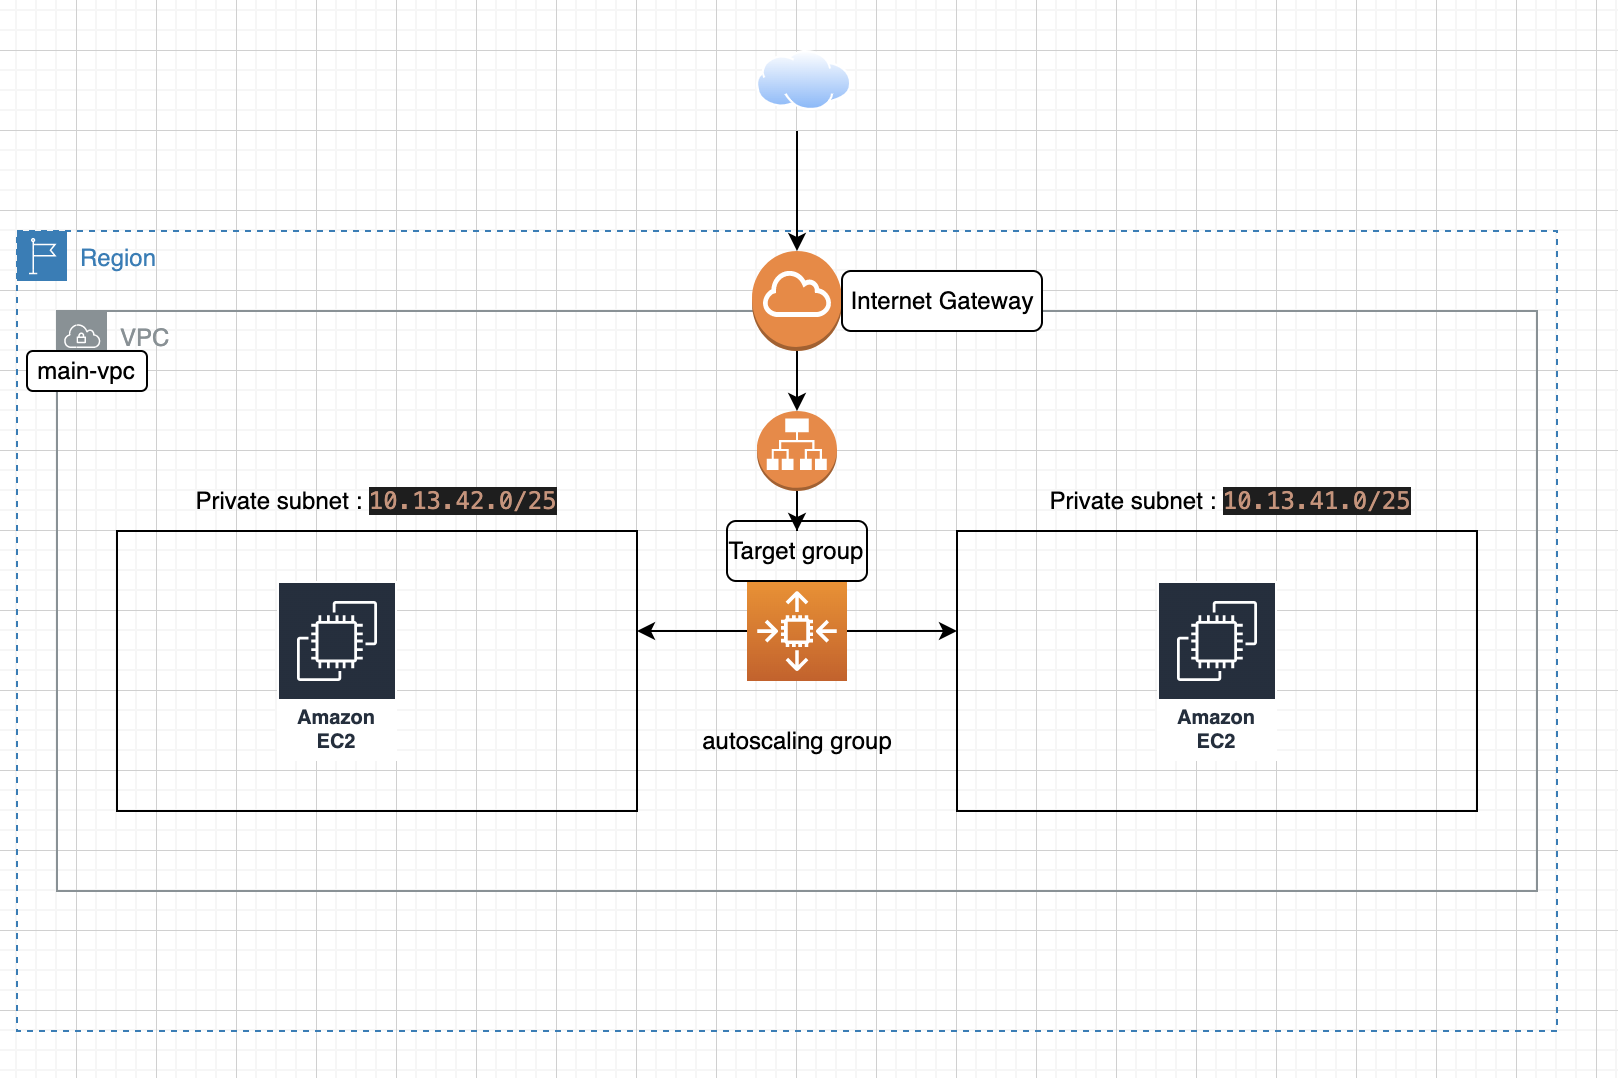 Region
Internet Gateway
VPC
main-vpc
Private subnet : 10.13.42.0/25
Private subnet : 10.13.41.0/25
Target group
Amazon
EC2
Amazon
EC2
autoscaling group